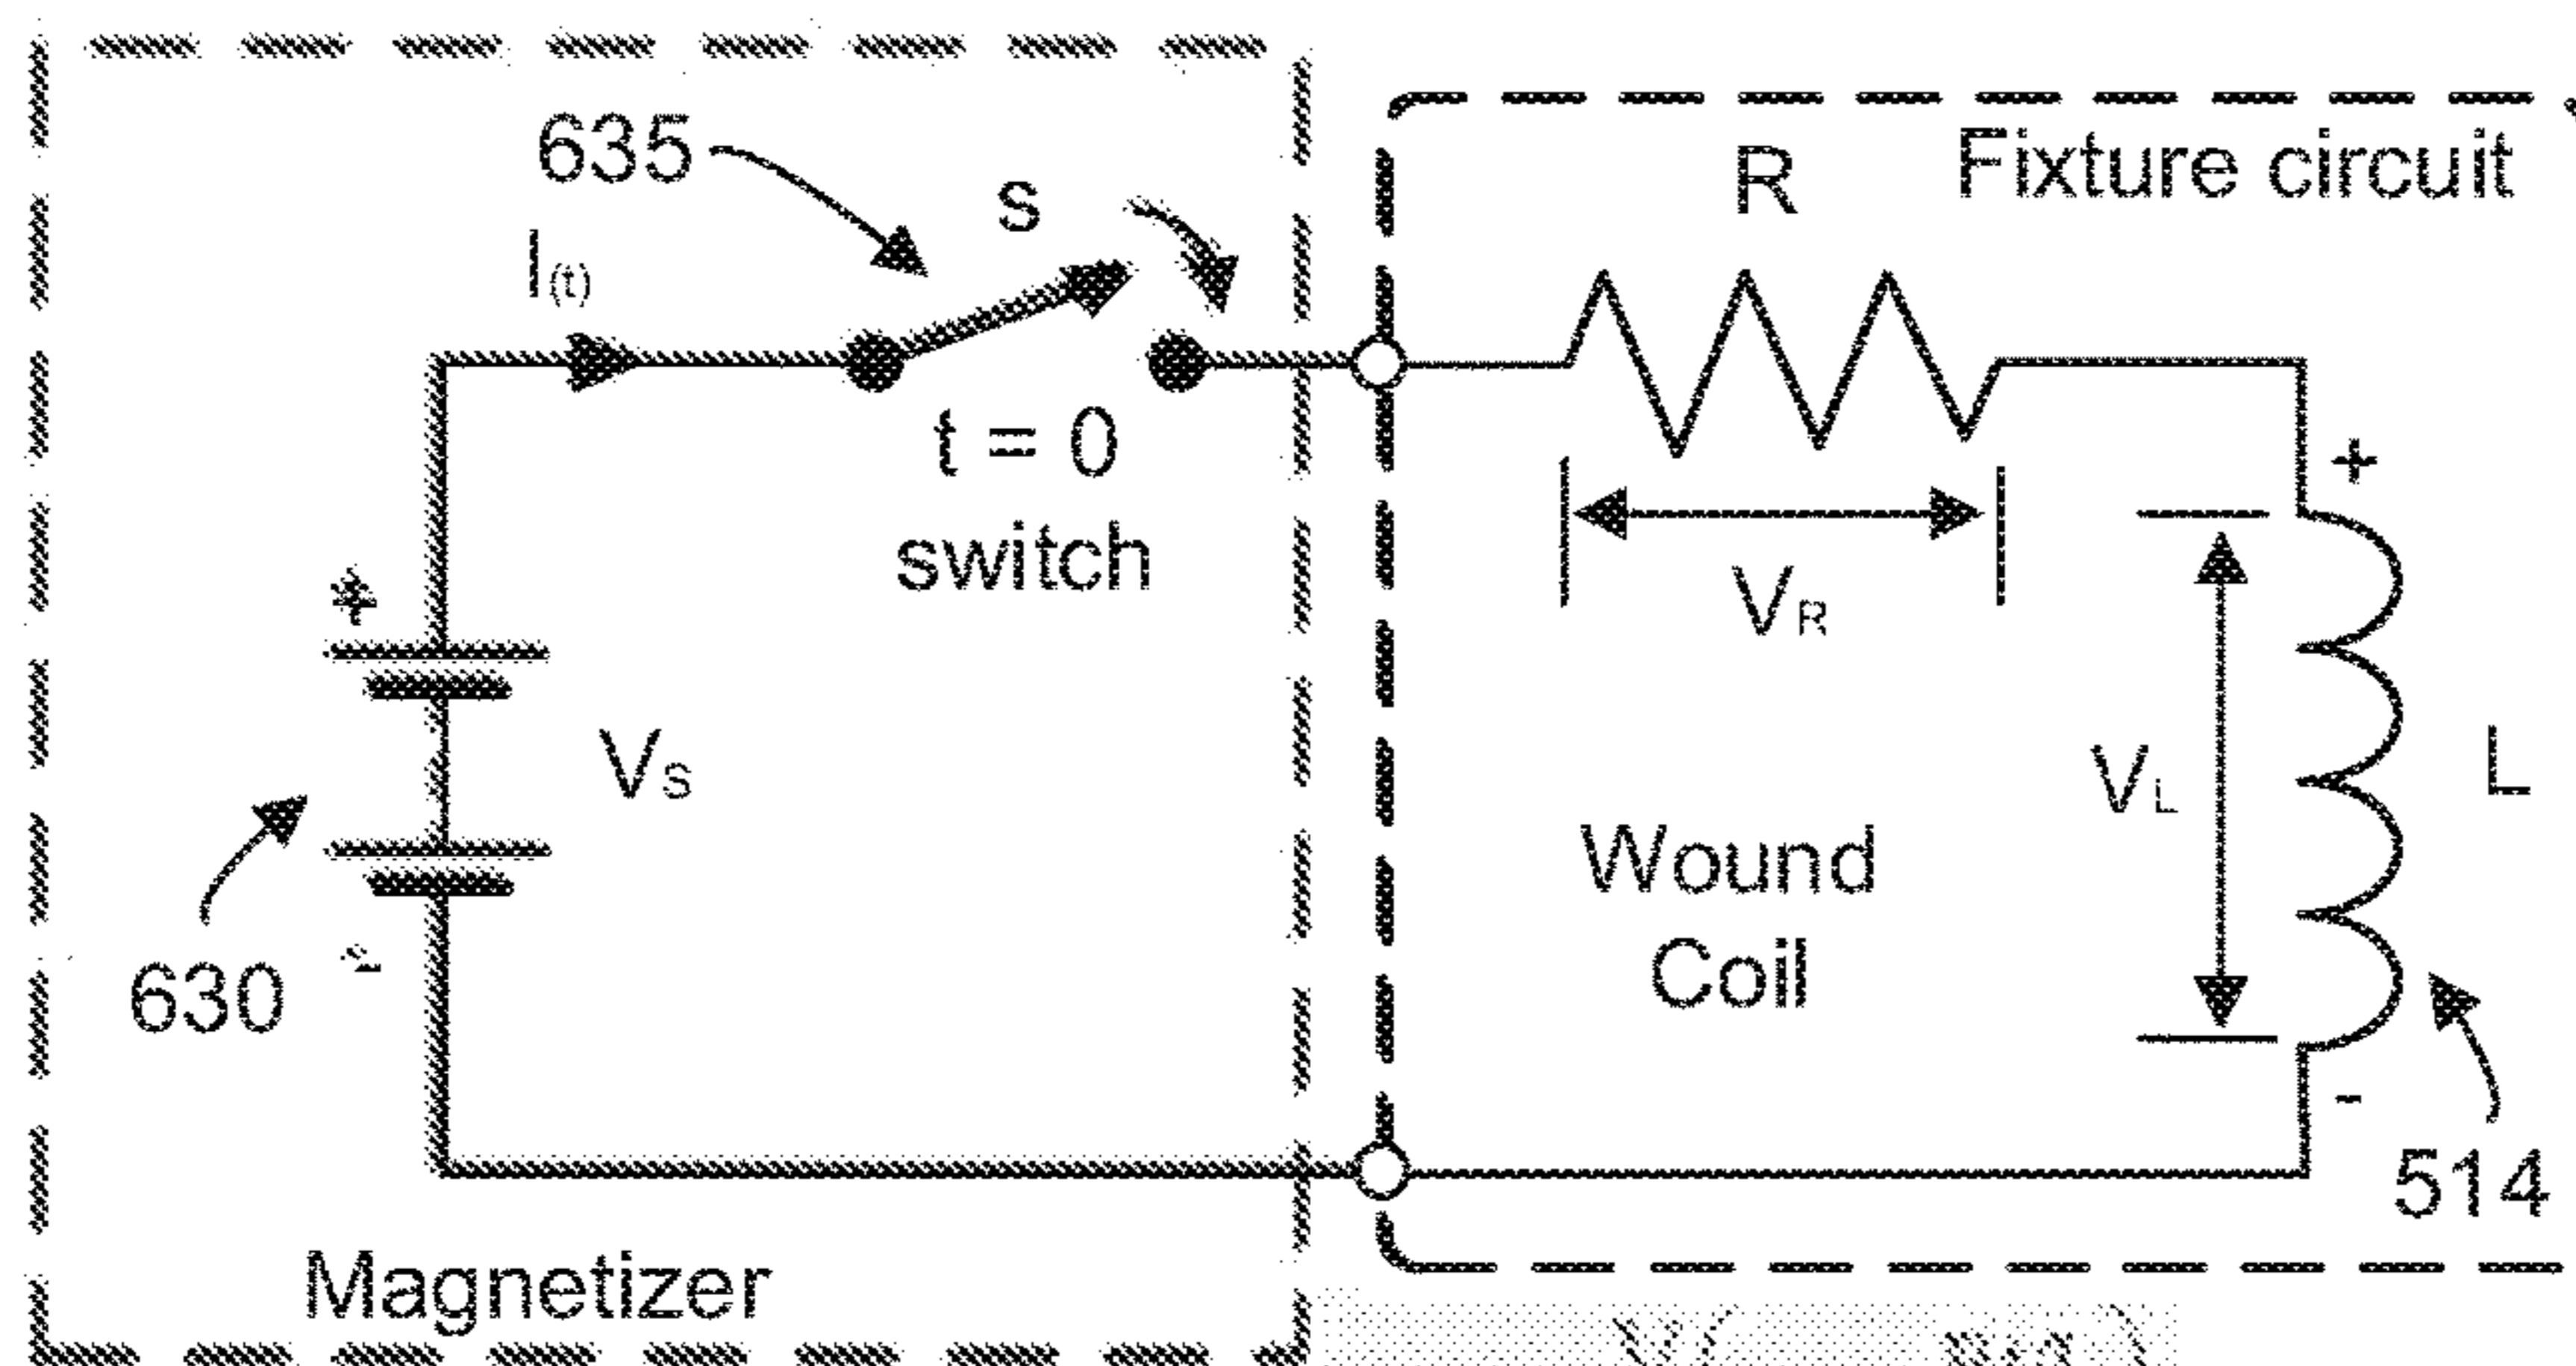 635
S
R
Fixture circuit
I(t)
t = 0
switch
+
+
VR
VS
VL
L
Wound
Coil
630
-
-
514
Magnetizer